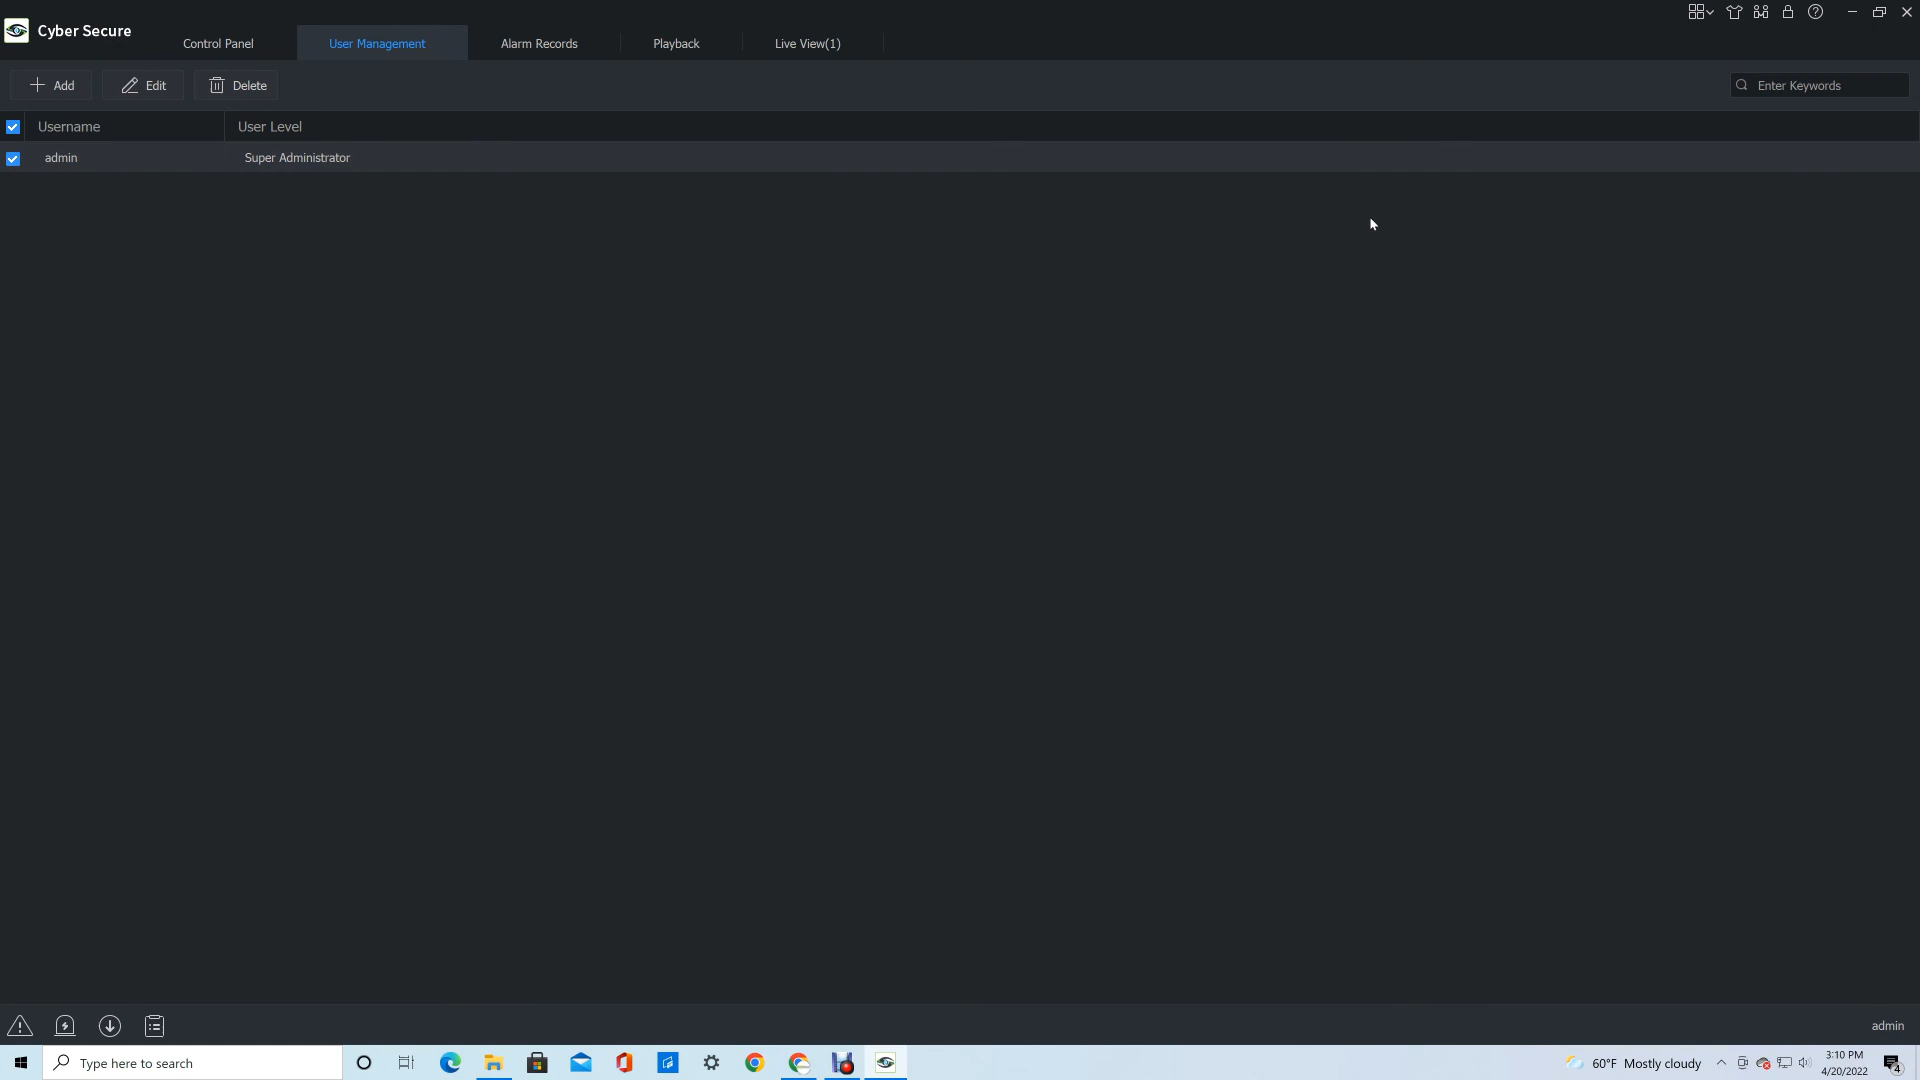 Cyber Secure
Control Panel
User Management
Alarm Records
Playback
Live View(1)
Add
Edit
Delete
Enter Keywords
Username
User Level
admin
Super Administrator
admin
Type here to search
60°F Mostly cloudy
3:10 PM
4/20/2022
4